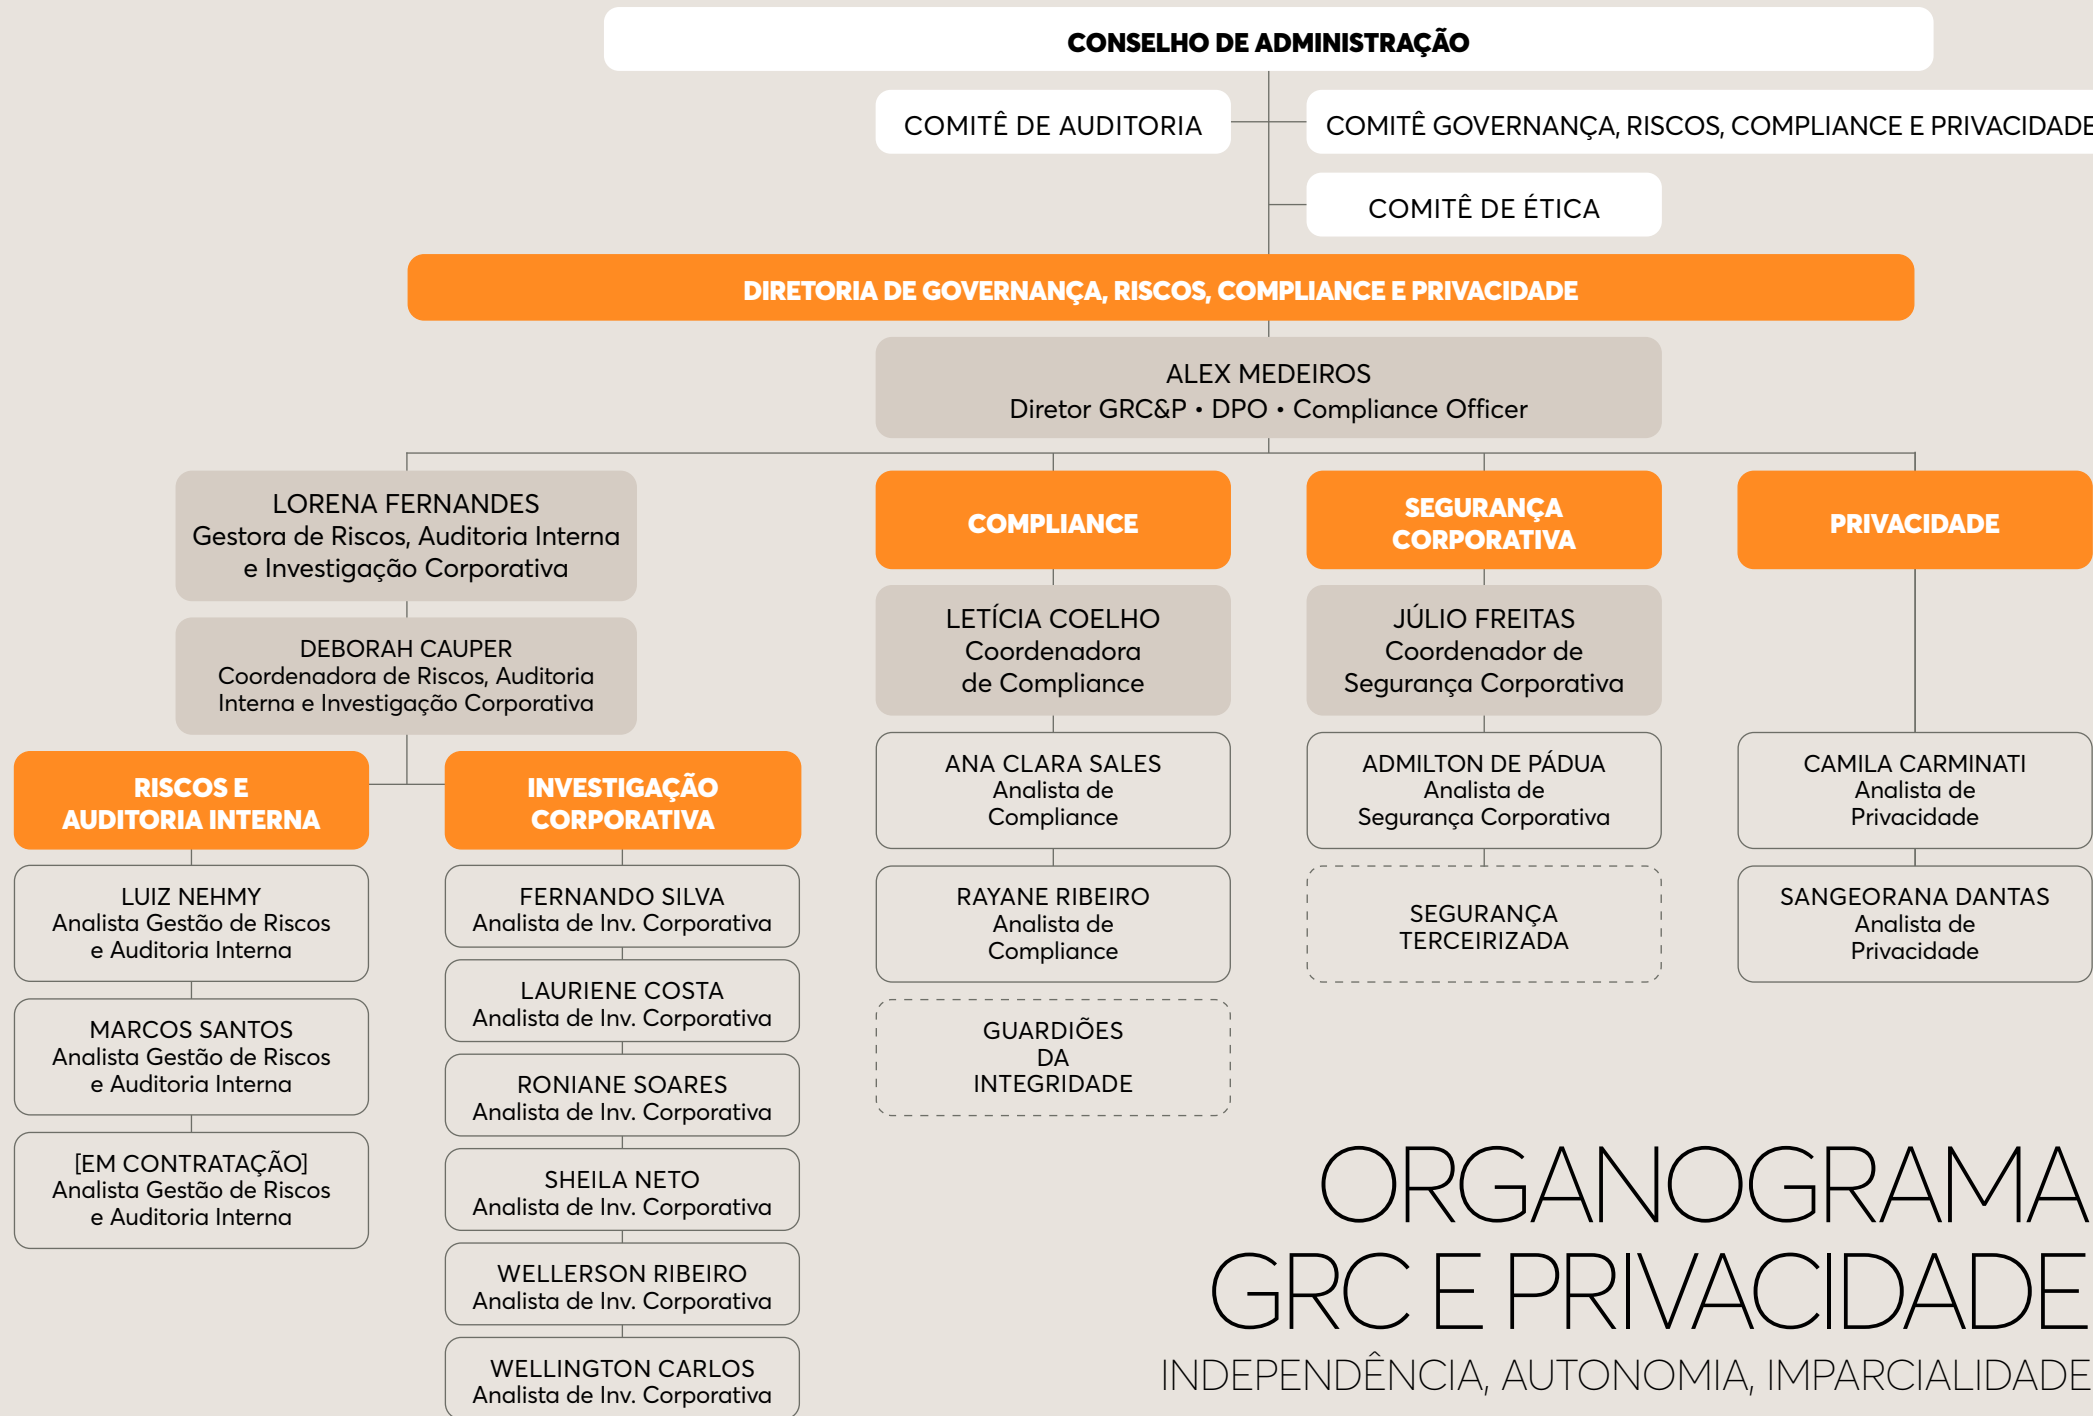 CONSELHO DE ADMINISTRAÇÃO
COMITÊ DE AUDITORIA
COMITÊ GOVERNANÇA, RISCOS, COMPLIANCE E PRIVACIDADE
COMITÊ DE ÉTICA
DIRETORIA DE GOVERNANÇA, RISCOS, COMPLIANCE E PRIVACIDADE
ALEX MEDEIROS
Diretor GRC&P • DPO • Compliance Officer
LORENA FERNANDES
Gestora de Riscos, Auditoria Interna
e Investigação Corporativa
DEBORAH CAUPER
Coordenadora de Riscos, Auditoria
Interna e Investigação Corporativa
RISCOS E
AUDITORIA INTERNA
LUIZ NEHMY
Analista Gestão de Riscos
e Auditoria Interna
MARCOS SANTOS
Analista Gestão de Riscos
e Auditoria Interna
[EM CONTRATAÇÃO]
Analista Gestão de Riscos
e Auditoria Interna
INVESTIGAÇÃO
CORPORATIVA
FERNANDO SILVA
Analista de Inv. Corporativa
LAURIENE COSTA
Analista de Inv. Corporativa
RONIANE SOARES
Analista de Inv. Corporativa
SHEILA NETO
Analista de Inv. Corporativa
WELLERSON RIBEIRO
Analista de Inv. Corporativa
WELLINGTON CARLOS
Analista de Inv. Corporativa
COMPLIANCE
LETÍCIA COELHO
Coordenadora
de Compliance
ANA CLARA SALES
Analista de
Compliance
RAYANE RIBEIRO
Analista de
Compliance
GUARDIÕES
DA
INTEGRIDADE
SEGURANÇA
CORPORATIVA
JÚLIO FREITAS
Coordenador de
Segurança Corporativa
ADMILTON DE PÁDUA
Analista de
Segurança Corporativa
SEGURANÇA
TERCEIRIZADA
PRIVACIDADE
CAMILA CARMINATI
Analista de
Privacidade
SANGEORANA DANTAS
Analista de
Privacidade
ORGANOGRAMA
GRC E PRIVACIDADE
INDEPENDÊNCIA, AUTONOMIA, IMPARCIALIDADE